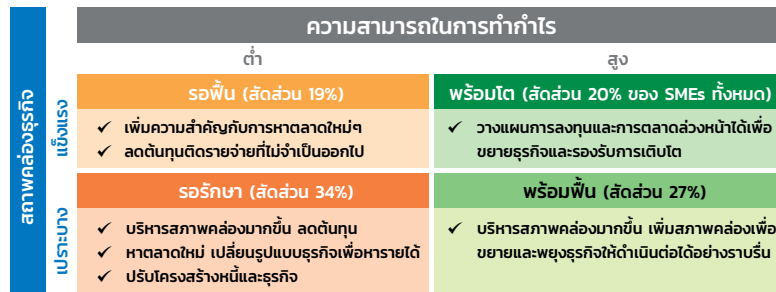 ความสามารถในการทำกำไร
ต่ำ
สูง
สภาพคล่องธุรกิจ
แข็งแรง
รอฟื้น (สัดส่วน 19%)
✓ เพิ่มความสำคัญกับการหาตลาดใหม่ๆ
✓ ลดต้นทุนตัดรายจ่ายที่ไม่จำเป็นออกไป
พร้อมโต (สัดส่วน 20% ของ SMEs ทั้งหมด)
✓ วางแผนการลงทุนและการตลาดล่วงหน้าได้เพื่อ
ขยายธุรกิจและรองรับการเติบโต
เปราะบาง
รอรักษา (สัดส่วน 34%)
✓ บริหารสภาพคล่องมากขึ้น ลดต้นทุน
✓ หาตลาดใหม่ เปลี่ยนรูปแบบธุรกิจเพื่อหารายได้
✓ ปรับโครงสร้างหนี้และธุรกิจ
พร้อมฟื้น (สัดส่วน 27%)
✓ บริหารสภาพคล่องมากขึ้น เพิ่มสภาพคล่องเพื่อ
ขยายและพยุงธุรกิจให้ดำเนินต่อได้อย่างราบรื่น